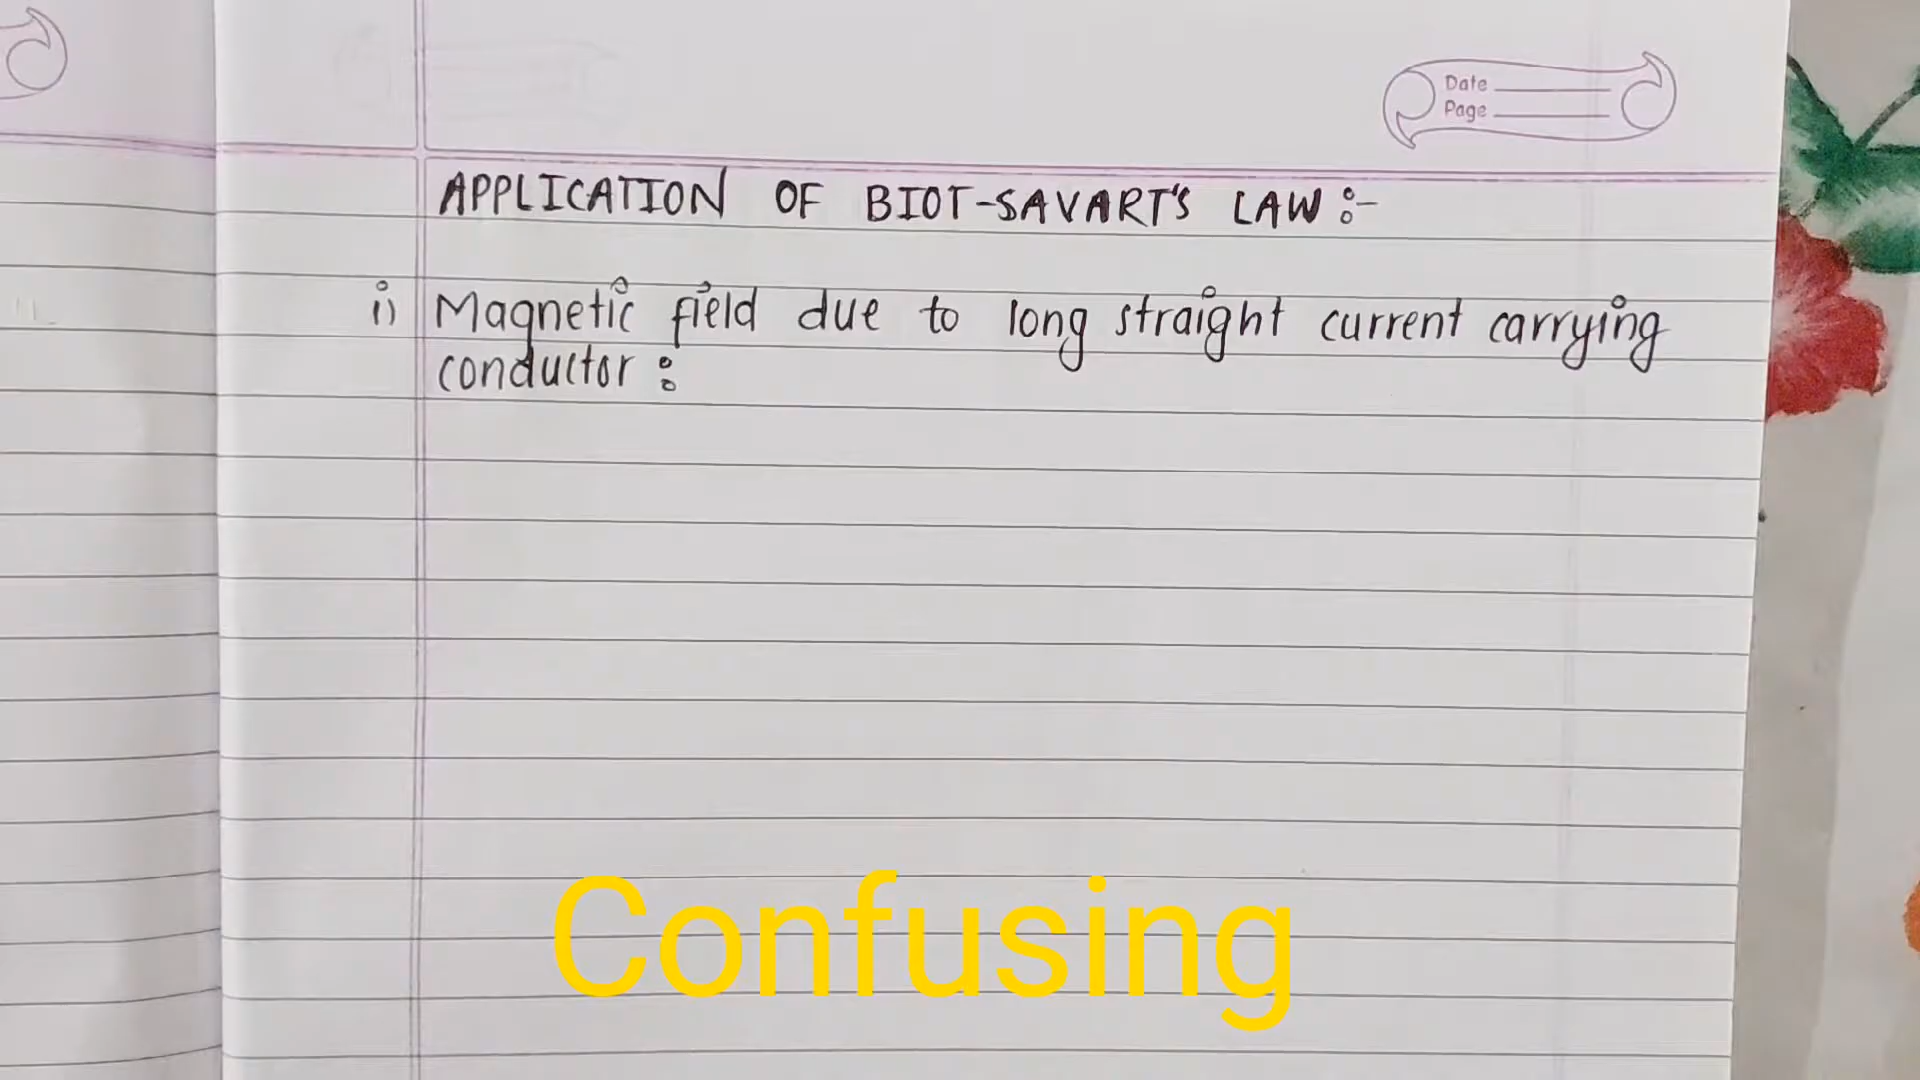 Date
Page
APPLICATION OF BIOT-SAVART'S LAW :-
i) Magnetic field due to long straight current carrying
conductor :
Confusing